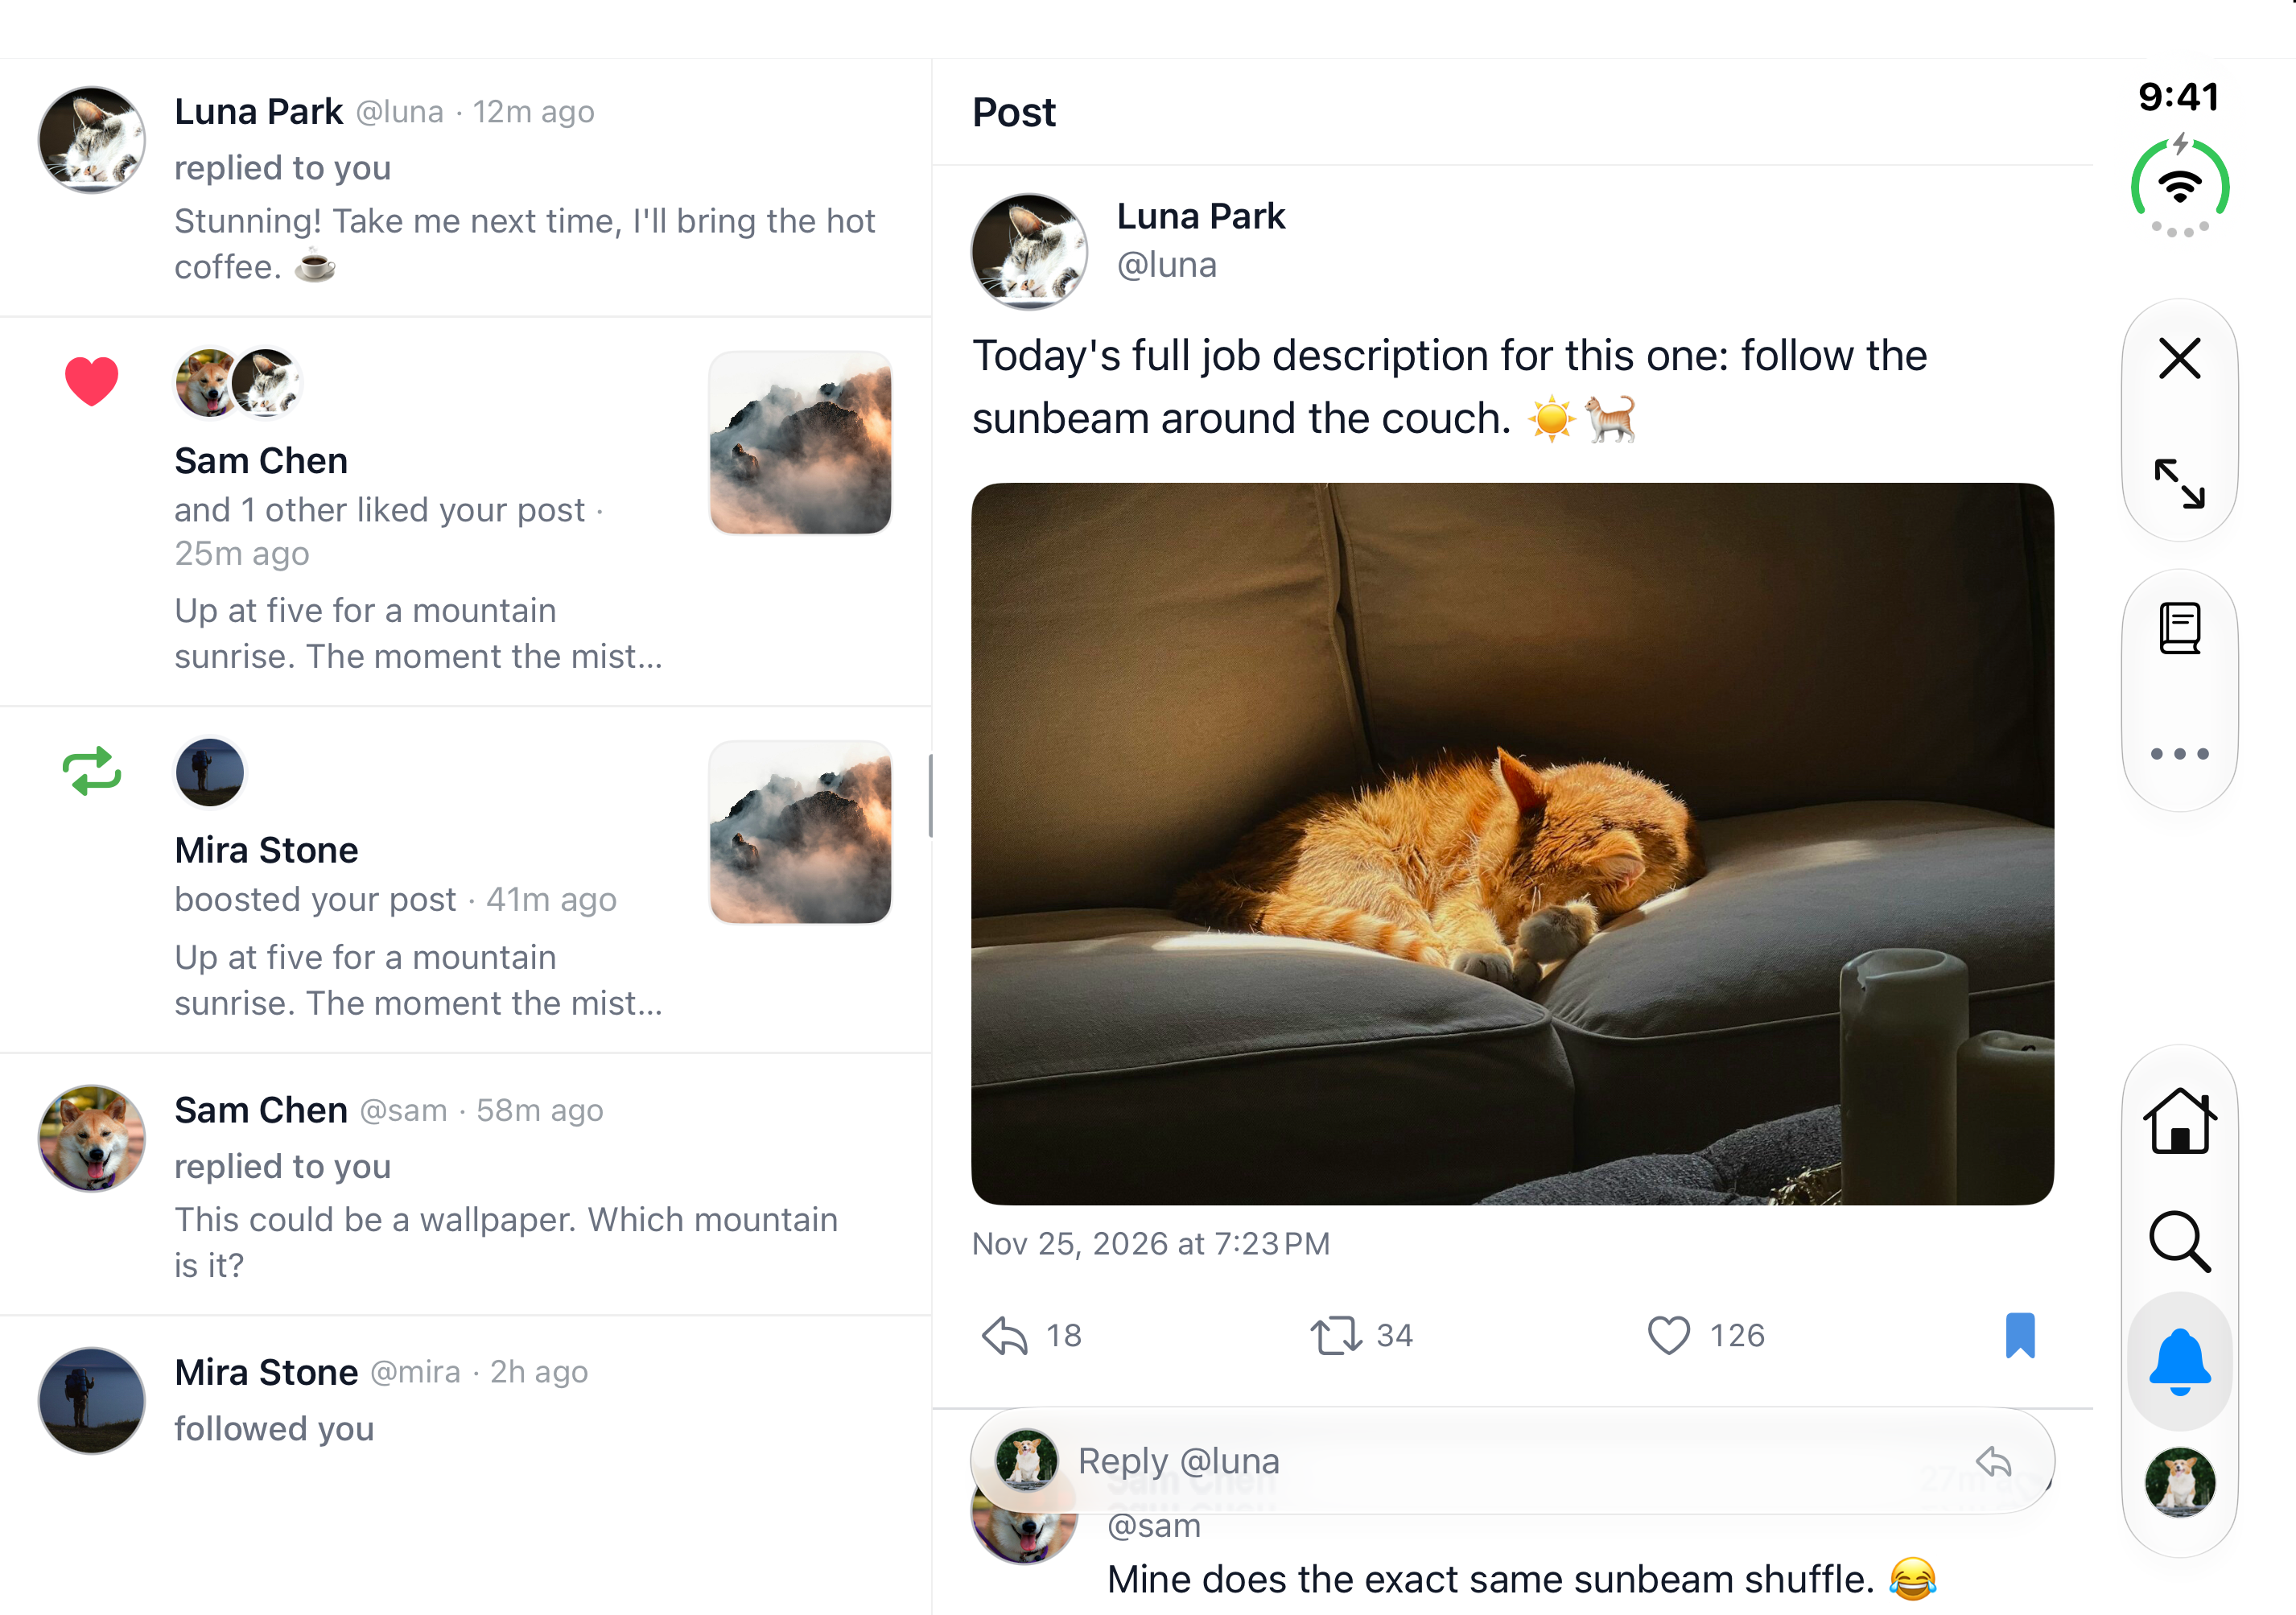 Luna Park @luna · 12m ago
replied to you
Stunning! Take me next time, I'll bring the hot
coffee. ☕
Sam Chen
and 1 other liked your post ·
25m ago
Up at five for a mountain
sunrise. The moment the mist...
Mira Stone
boosted your post · 41m ago
Up at five for a mountain
sunrise. The moment the mist...
Sam Chen @sam · 58m ago
replied to you
This could be a wallpaper. Which mountain
is it?
Mira Stone @mira · 2h ago
followed you
Post
Luna Park
@luna
Today's full job description for this one: follow the
sunbeam around the couch. ☀️🐈
Nov 25, 2026 at 7:23 PM
18 34 126
Reply @luna
Sam Chen
@sam
Mine does the exact same sunbeam shuffle. 😂
9:41